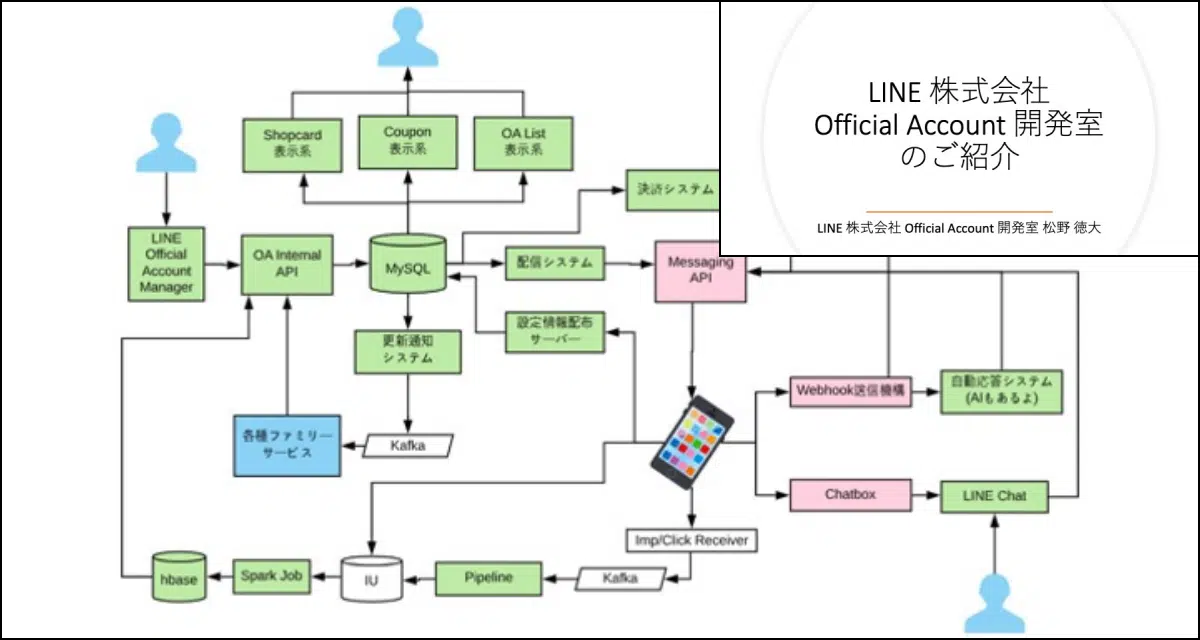 LINE 株式会社
Official Account 開発室
のご紹介
LINE 株式会社 Official Account 開発室 松野 徳大
Shopcard
表示系
Coupon
表示系
OA List
表示系
決済システム
LINE
Official
Account
Manager
OA Internal
API
MySQL
配信システム
Messaging
API
更新通知
システム
設定情報配布
サーバー
Webhook送信機構
自動応答システム
(AIもあるよ)
各種ファミリー
サービス
Kafka
Chatbox
LINE Chat
Imp/Click Receiver
hbase
Spark Job
IU
Pipeline
Kafka